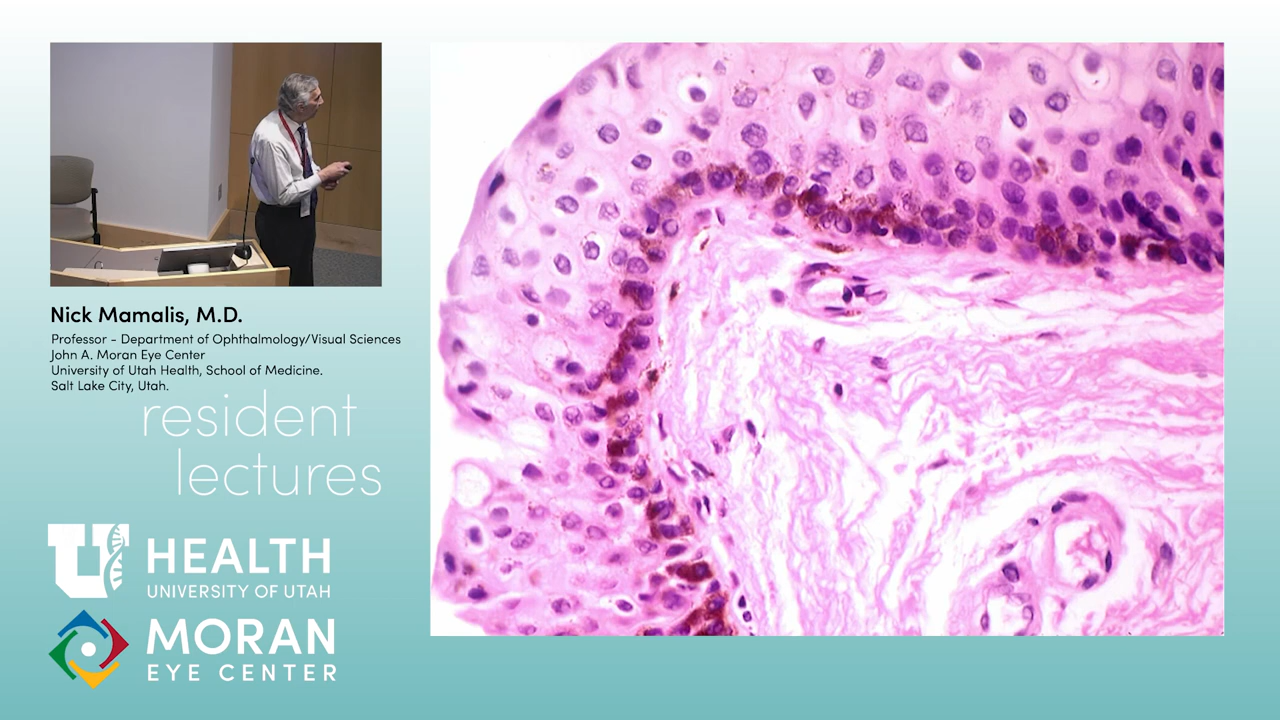 Nick Mamalis, M.D.
Professor – Department of Ophthalmology/Visual Sciences
John A. Moran Eye Center
University of Utah Health, School of Medicine.
Salt Lake City, Utah.
resident
lectures
U HEALTH
UNIVERSITY OF UTAH
MORAN
EYE CENTER